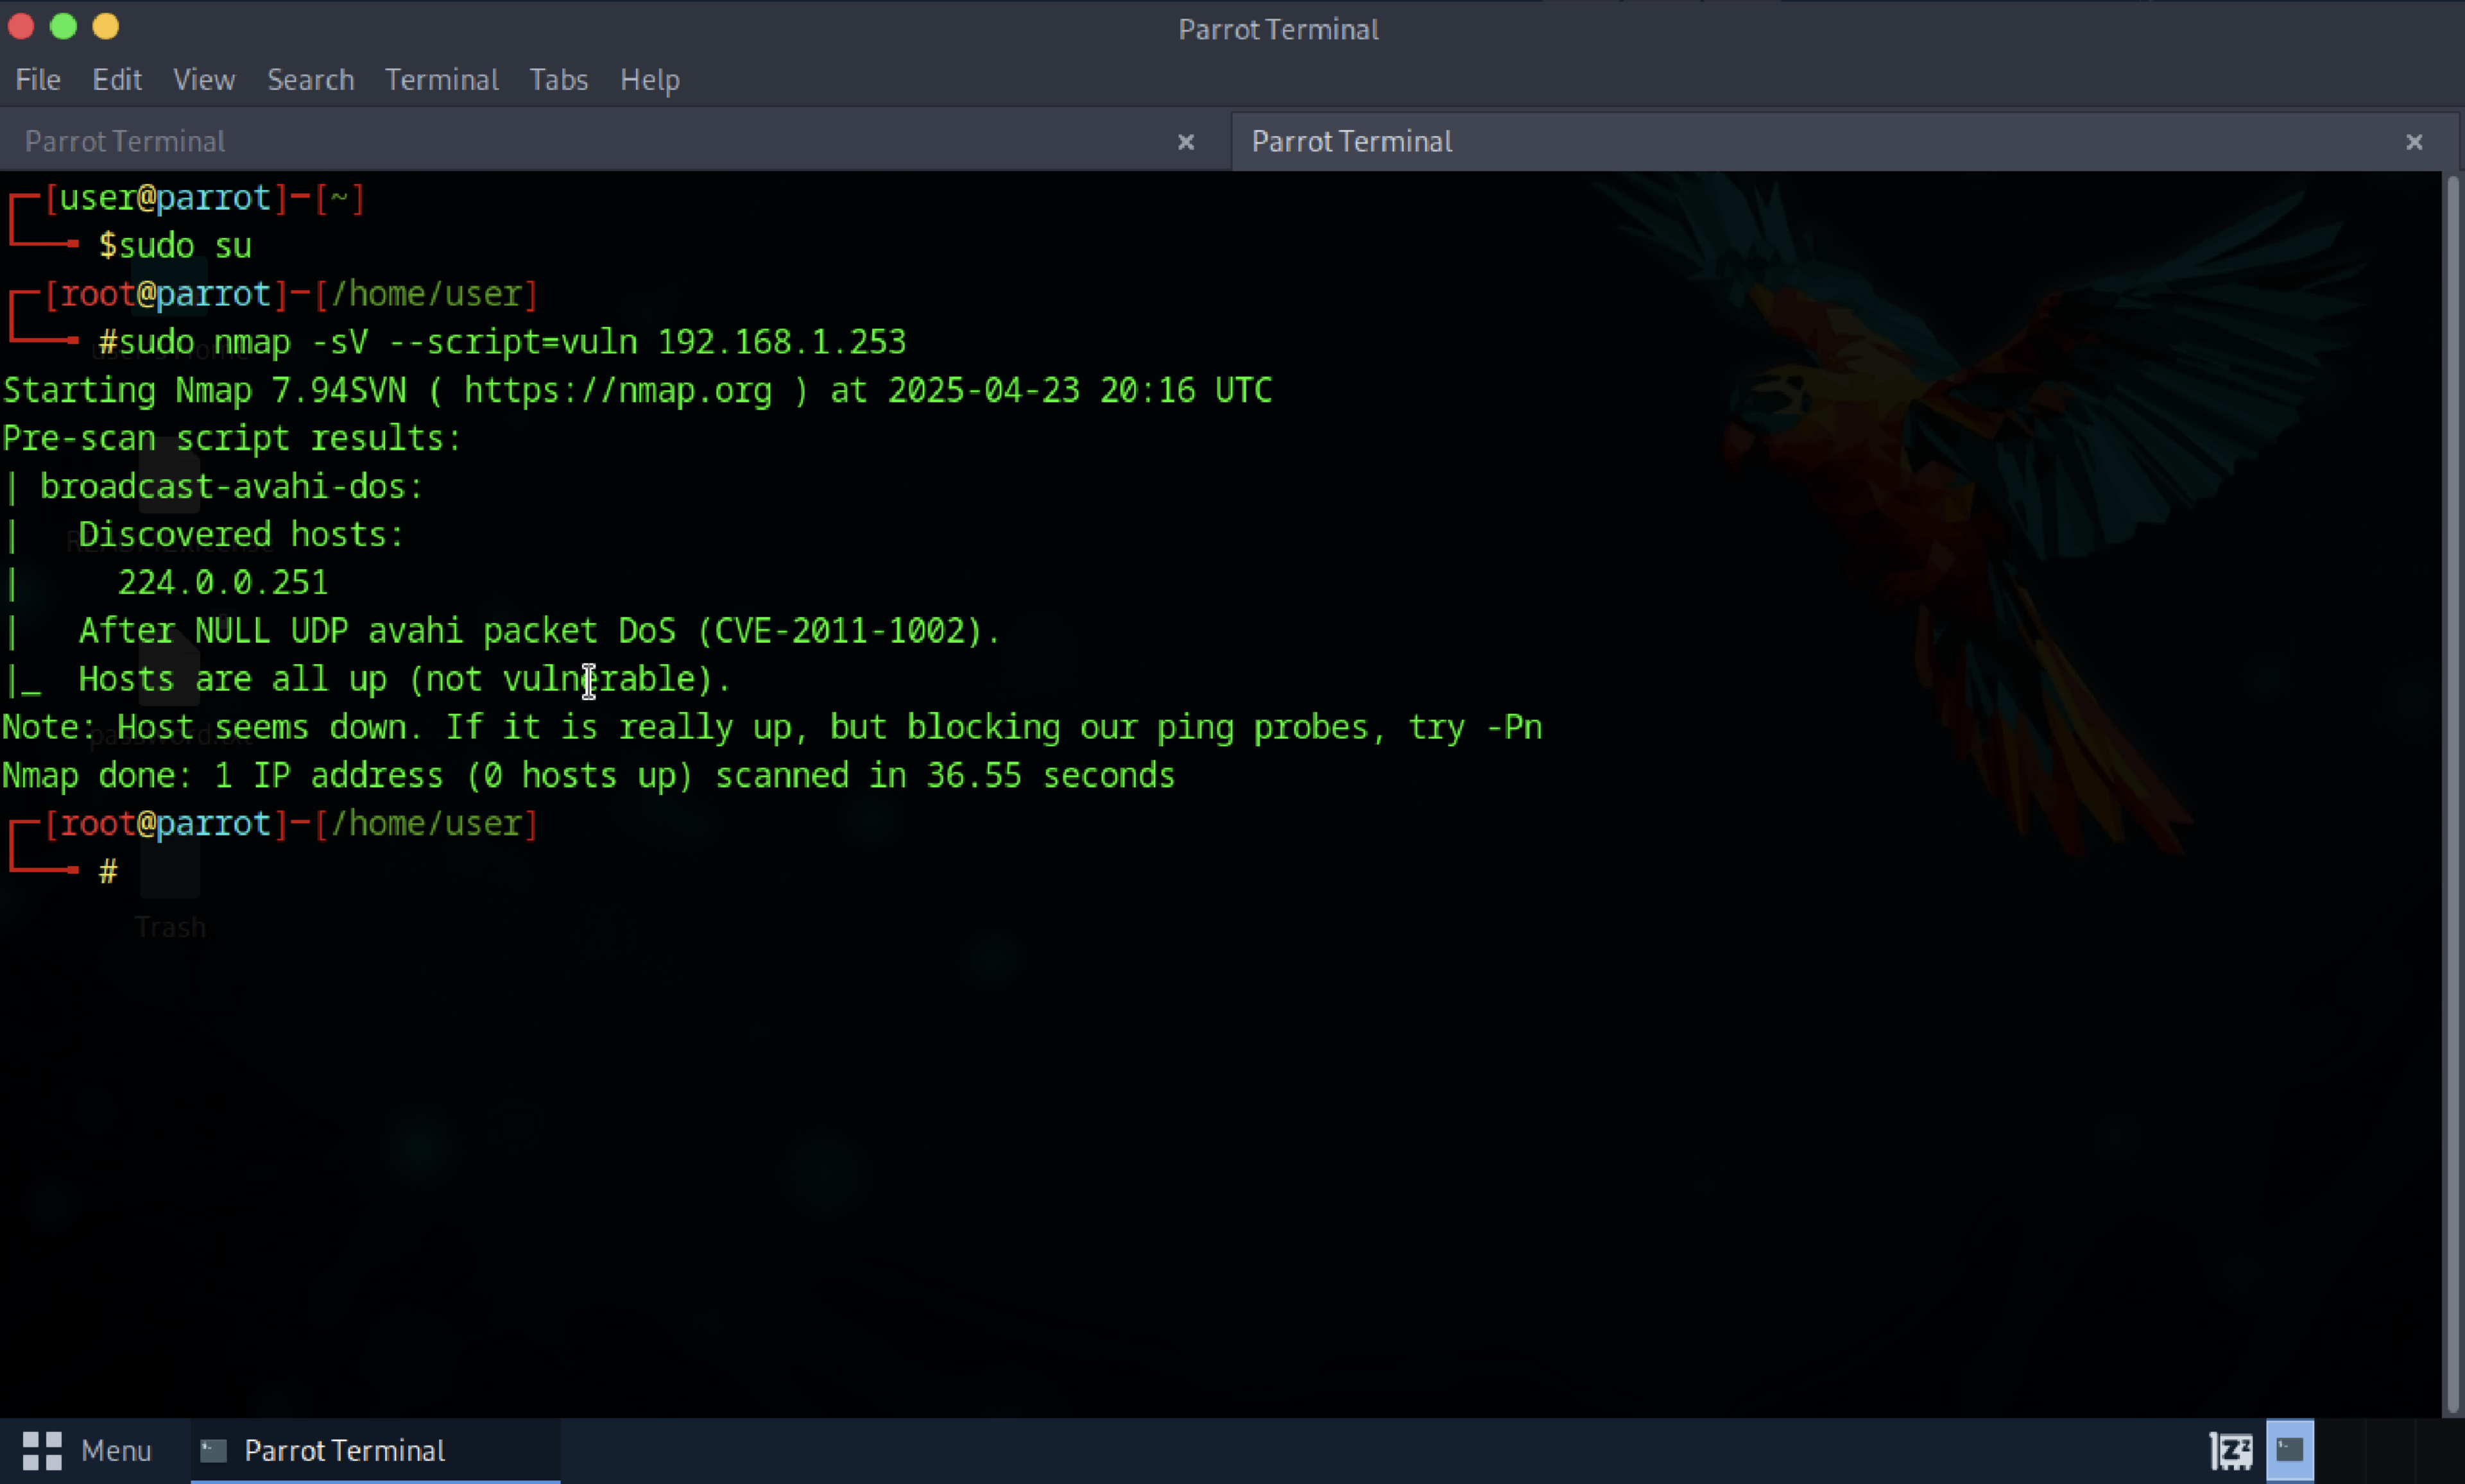 Parrot Terminal
File Edit View Search Terminal Tabs Help
Parrot Terminal × Parrot Terminal ×
┌─[user@parrot]─[~]
└──╼ $sudo su
┌─[root@parrot]─[/home/user]
└──╼ #sudo nmap -sV --script=vuln 192.168.1.253
Starting Nmap 7.94SVN ( https://nmap.org ) at 2025-04-23 20:16 UTC
Pre-scan script results:
| broadcast-avahi-dos:
|   Discovered hosts:
|     224.0.0.251
|   After NULL UDP avahi packet DoS (CVE-2011-1002).
|_  Hosts are all up (not vulnerable).
Note: Host seems down. If it is really up, but blocking our ping probes, try -Pn
Nmap done: 1 IP address (0 hosts up) scanned in 36.55 seconds
┌─[root@parrot]─[/home/user]
└──╼ #
Trash
Menu Parrot Terminal